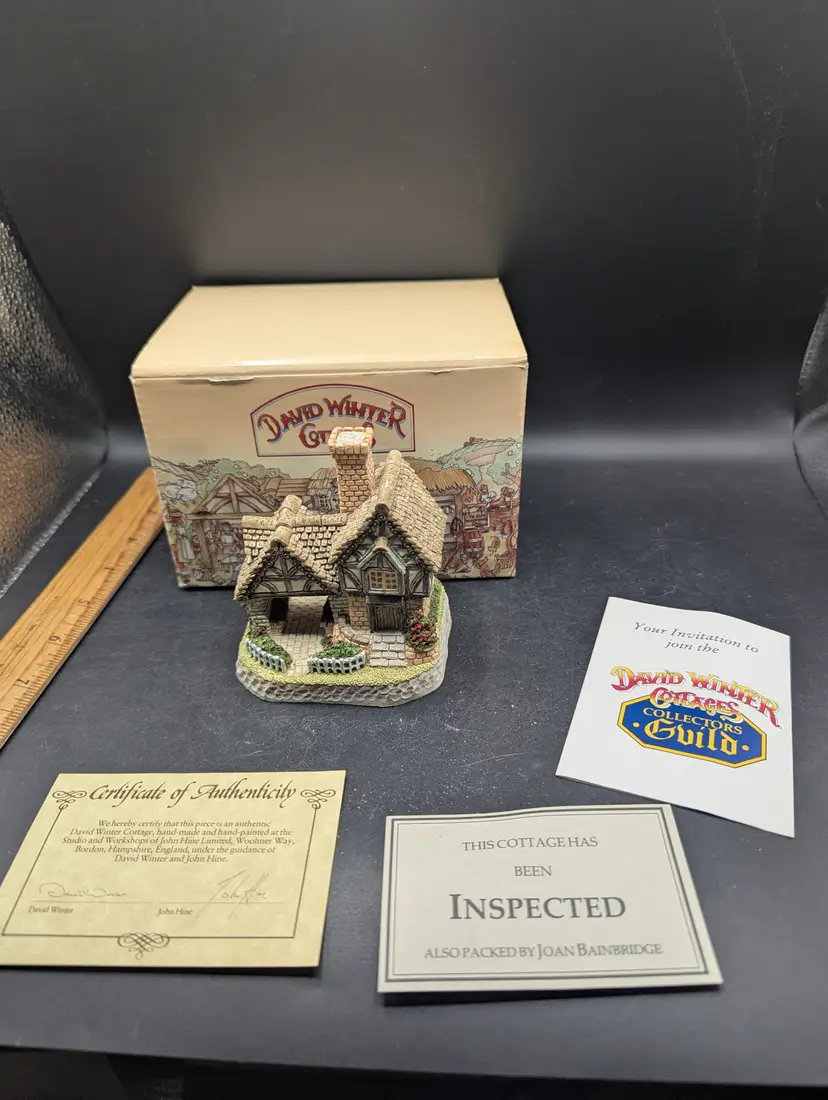 DAVID WINTER
Your Invitation to
join the
DAVID WINTER
COTTAGES
COLLECTORS
Guild
Certificate of Authenticity
We hereby certify that this piece is an authentic
David Winter Cottage, hand-made and hand-painted at the
Studio and Workshops of John Hine Limited, Woolmer Way,
Bordon, Hampshire, England, under the guidance of
David Winter and John Hine.
David Winter John Hine
THIS COTTAGE HAS
BEEN
INSPECTED
ALSO PACKED BY JOAN BAINBRIDGE